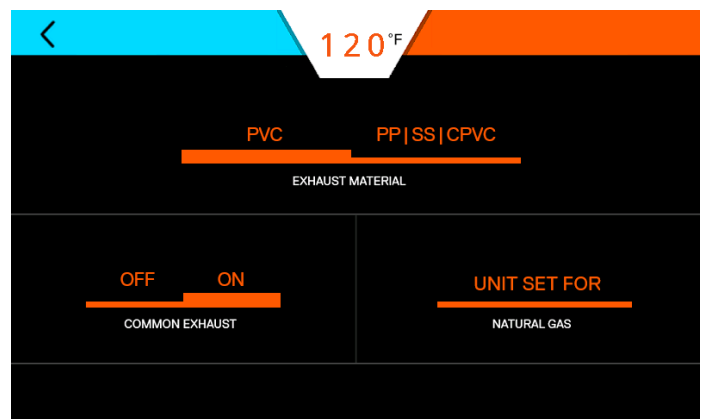 120°F
PVC PP|SS|CPVC
EXHAUST MATERIAL
OFF ON
COMMON EXHAUST
UNIT SET FOR
NATURAL GAS